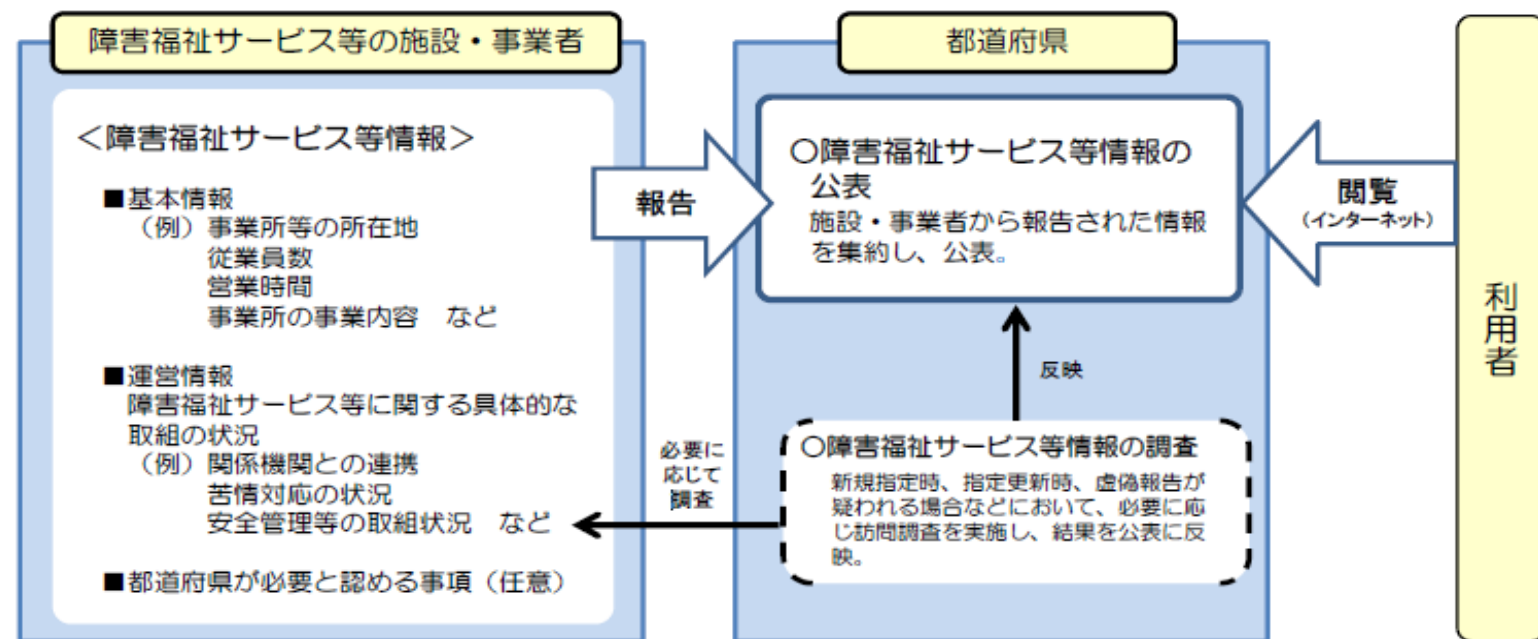 障害福祉サービス等の施設・事業者
＜障害福祉サービス等情報＞
■基本情報
（例）事業所等の所在地
従業員数
営業時間
事業所の事業内容　など
■運営情報
障害福祉サービス等に関する具体的な
取組の状況
（例）関係機関との連携
苦情対応の状況
安全管理等の取組状況　など
■都道府県が必要と認める事項（任意）
報告
必要に
応じて
調査
都道府県
○障害福祉サービス等情報の
公表
施設・事業者から報告された情報
を集約し、公表。
反映
○障害福祉サービス等情報の調査
新規指定時、指定更新時、虚偽報告が
疑われる場合などにおいて、必要に応
じ訪問調査を実施し、結果を公表に反
映。
閲覧
（インターネット）
利用者